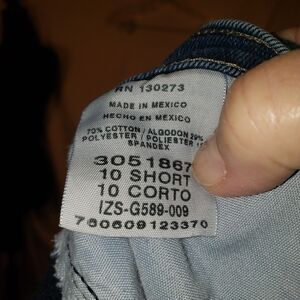 RN 130273
MADE IN MEXICO
HECHO EN MEXICO
70% COTTON / ALGODON 29%
POLYESTER / POLIESTER
SPANDEX
3051867
10 SHORT
10 CORTO
IZS-G589-009
760609123370